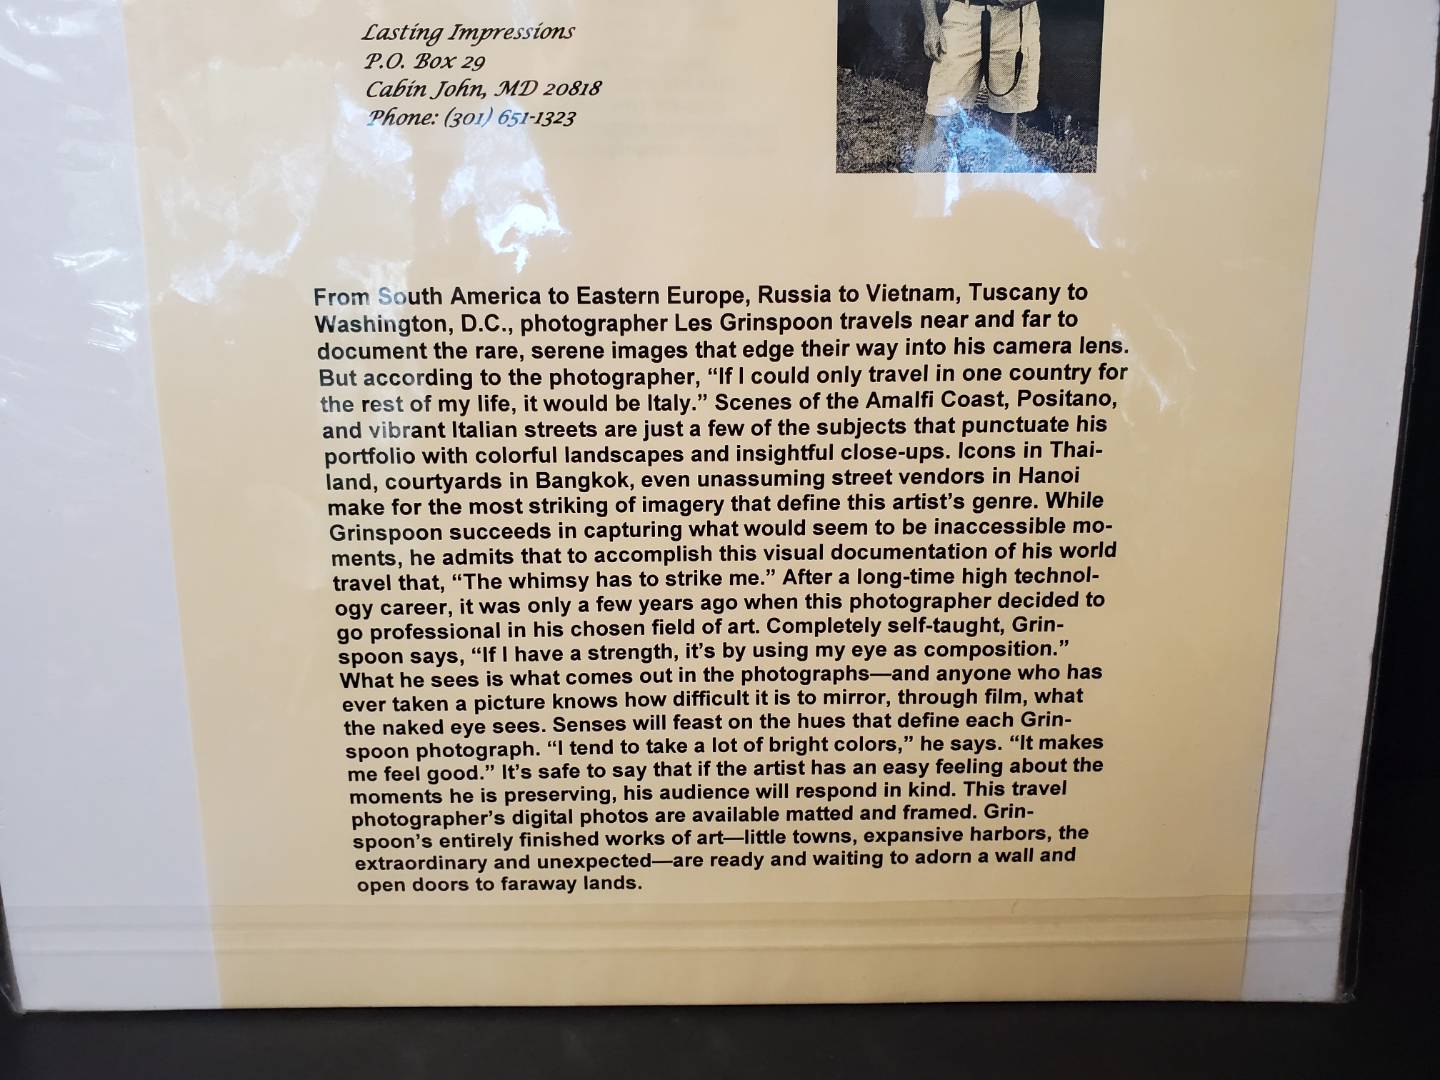 Lasting Impressions
P.O. Box 29
Cabin John, MD 20818
Phone: (301) 651-1323
From South America to Eastern Europe, Russia to Vietnam, Tuscany to
Washington, D.C., photographer Les Grinspoon travels near and far to
document the rare, serene images that edge their way into his camera lens.
But according to the photographer, “If I could only travel in one country for
the rest of my life, it would be Italy.” Scenes of the Amalfi Coast, Positano,
and vibrant Italian streets are just a few of the subjects that punctuate his
portfolio with colorful landscapes and insightful close-ups. Icons in Thai-
land, courtyards in Bangkok, even unassuming street vendors in Hanoi
make for the most striking of imagery that define this artist’s genre. While
Grinspoon succeeds in capturing what would seem to be inaccessible mo-
ments, he admits that to accomplish this visual documentation of his world
travel that, “The whimsy has to strike me.” After a long-time high technol-
ogy career, it was only a few years ago when this photographer decided to
go professional in his chosen field of art. Completely self-taught, Grin-
spoon says, “If I have a strength, it’s by using my eye as composition.”
What he sees is what comes out in the photographs—and anyone who has
ever taken a picture knows how difficult it is to mirror, through film, what
the naked eye sees. Senses will feast on the hues that define each Grin-
spoon photograph. “I tend to take a lot of bright colors,” he says. “It makes
me feel good.” It’s safe to say that if the artist has an easy feeling about the
moments he is preserving, his audience will respond in kind. This travel
photographer’s digital photos are available matted and framed. Grin-
spoon’s entirely finished works of art—little towns, expansive harbors, the
extraordinary and unexpected—are ready and waiting to adorn a wall and
open doors to faraway lands.